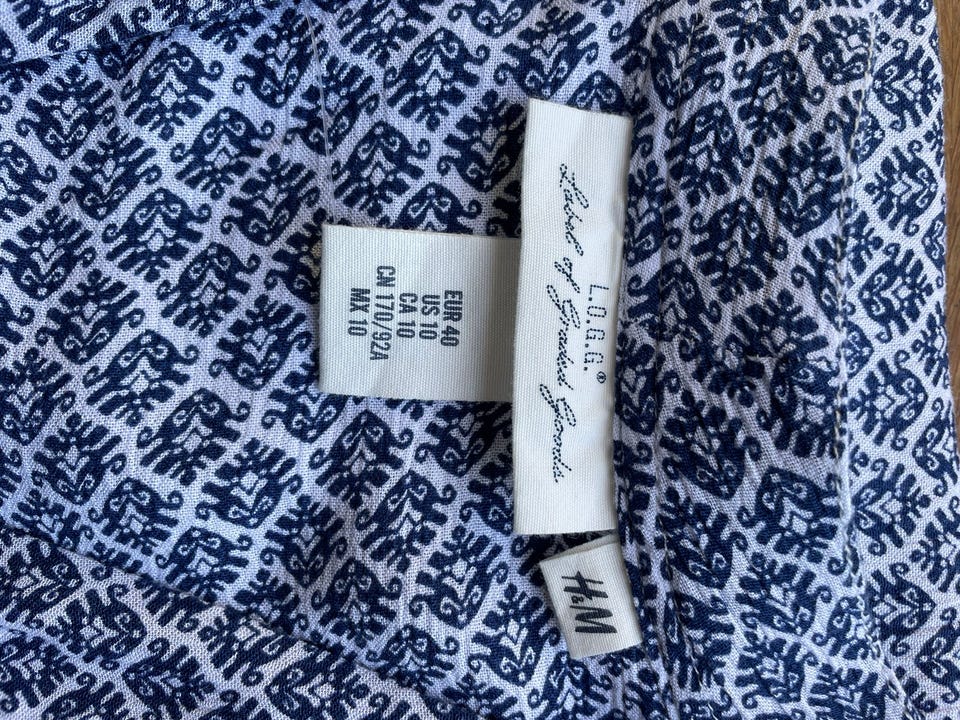 L.O.G.G.®
Label of Graded Goods.
EUR 40
US 10
CA 10
CN 170/92A
MX 10
H&M